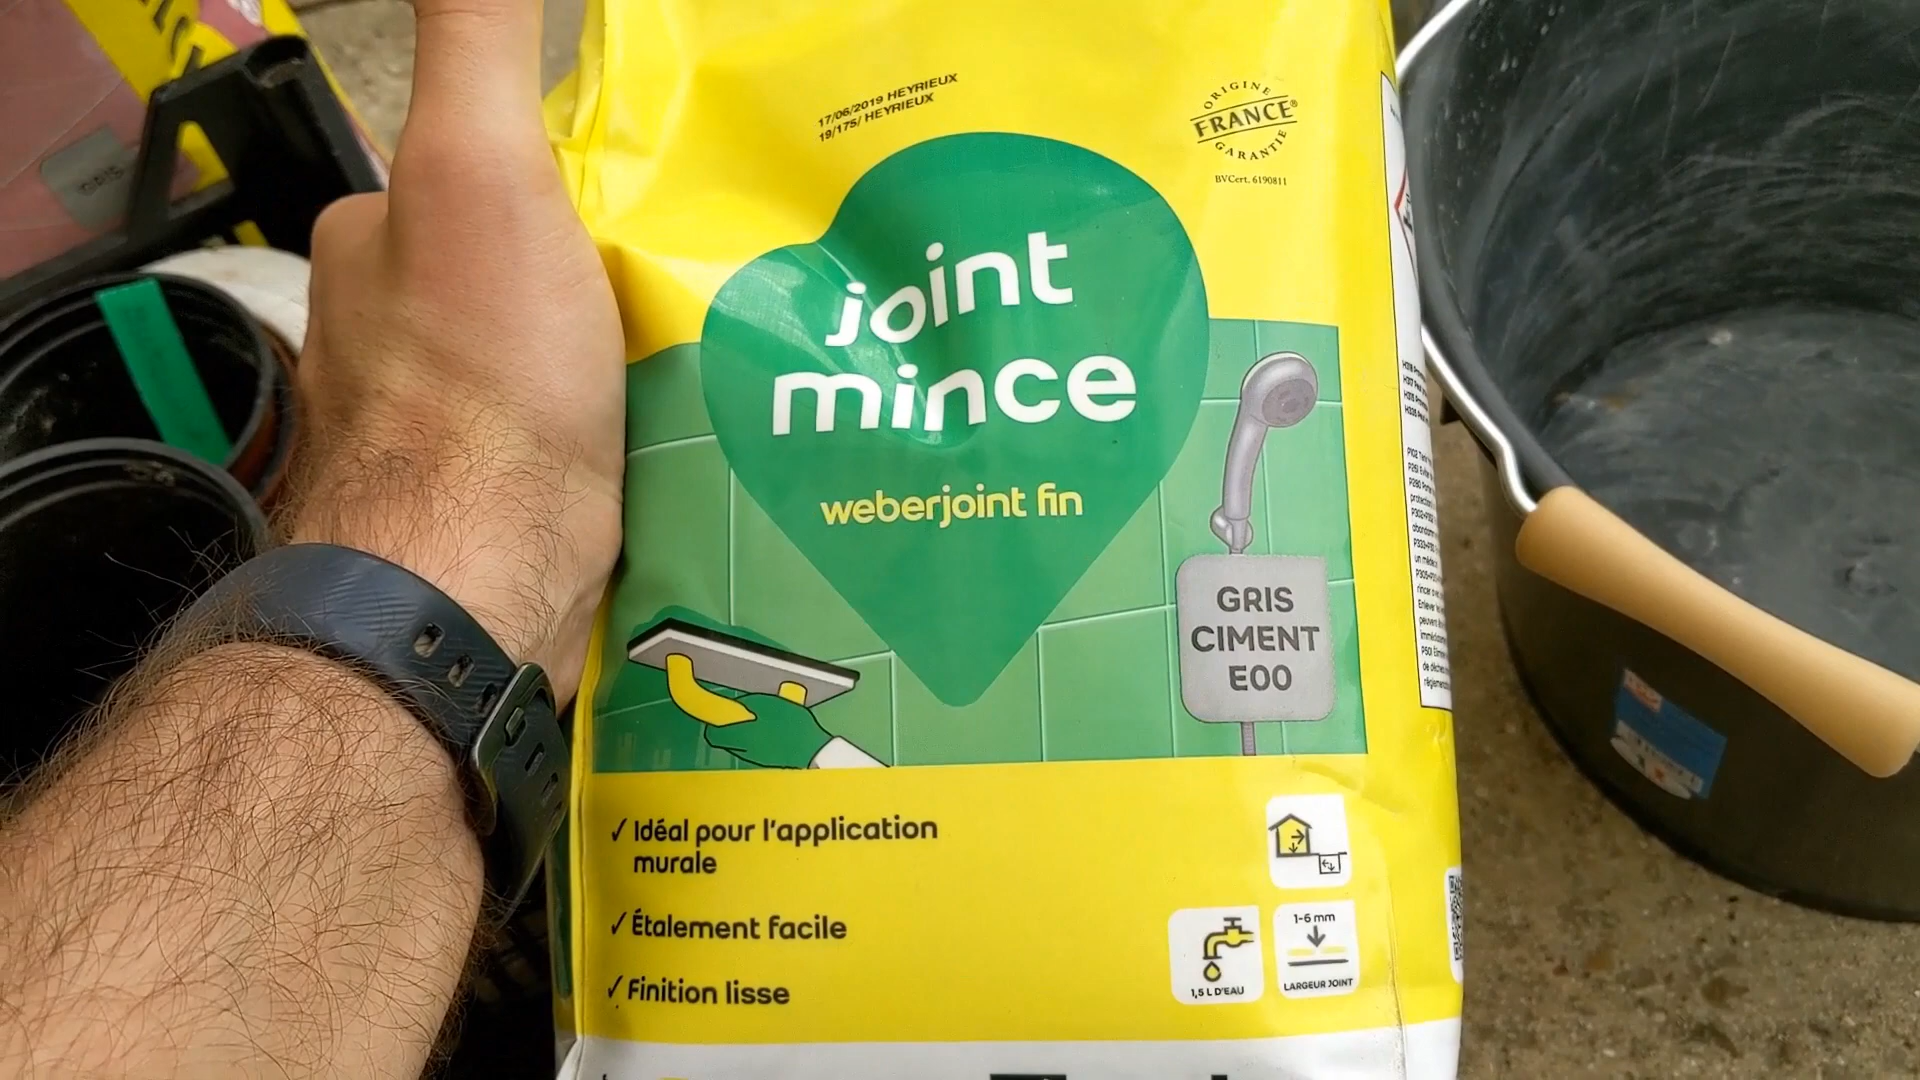 17/06/2019 HEYRIEUX
19/175/ HEYRIEUX
ORIGINE
FRANCE®
GARANTIE
BVCert. 6190811
joint
mince
weberjoint fin
GRIS
CIMENT
E00
✓ Idéal pour l'application
murale
✓ Étalement facile
✓ Finition lisse
1-6 mm
1,5 L D'EAU
LARGEUR JOINT